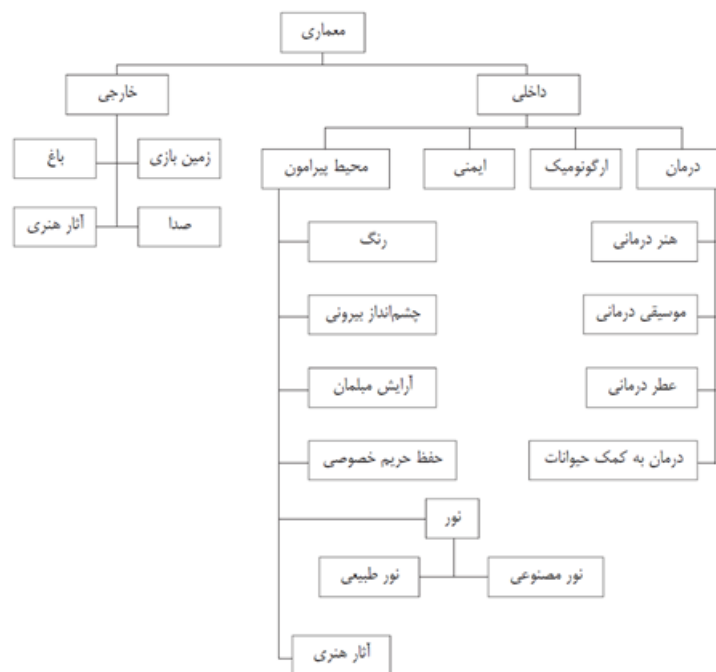 معماری
داخلی
خارجی
درمان
ارگونومیک
ایمنی
محیط پیرامون
زمین بازی
باغ
صدا
آثار هنری
هنر درمانی
رنگ
موسیقی درمانی
چشم‌انداز بیرونی
عطر درمانی
آرایش مبلمان
درمان به کمک حیوانات
حفظ حریم خصوصی
نور
نور مصنوعی
نور طبیعی
آثار هنری